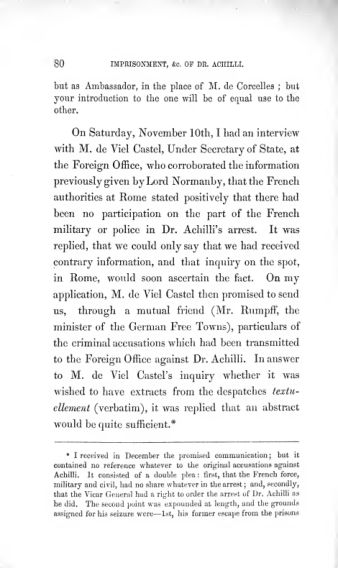 80 IMPRISONMENT, &c. OF DR. ACHILLI.
but as Ambassador, in the place of M. de Corcelles ; but
your introduction to the one will be of equal use to the
other.
On Saturday, November 10th, I had an interview
with M. de Viel Castel, Under Secretary of State, at
the Foreign Office, who corroborated the information
previously given by Lord Normanby, that the French
authorities at Rome stated positively that there had
been no participation on the part of the French
military or police in Dr. Achilli's arrest. It was
replied, that we could only say that we had received
contrary information, and that inquiry on the spot,
in Rome, would soon ascertain the fact. On my
application, M. de Viel Castel then promised to send
us, through a mutual friend (Mr. Rumpff, the
minister of the German Free Towns), particulars of
the criminal accusations which had been transmitted
to the Foreign Office against Dr. Achilli. In answer
to M. de Viel Castel's inquiry whether it was
wished to have extracts from the despatches textu-
ellement (verbatim), it was replied that an abstract
would be quite sufficient.*
* I received in December the promised communication; but it
contained no reference whatever to the original accusations against
Achilli. It consisted of a double plea : first, that the French force,
military and civil, had no share whatever in the arrest ; and, secondly,
that the Vicar General had a right to order the arrest of Dr. Achilli as
he did. The second point was expounded at length, and the grounds
assigned for his seizure were—1st, his former escape from the prisons